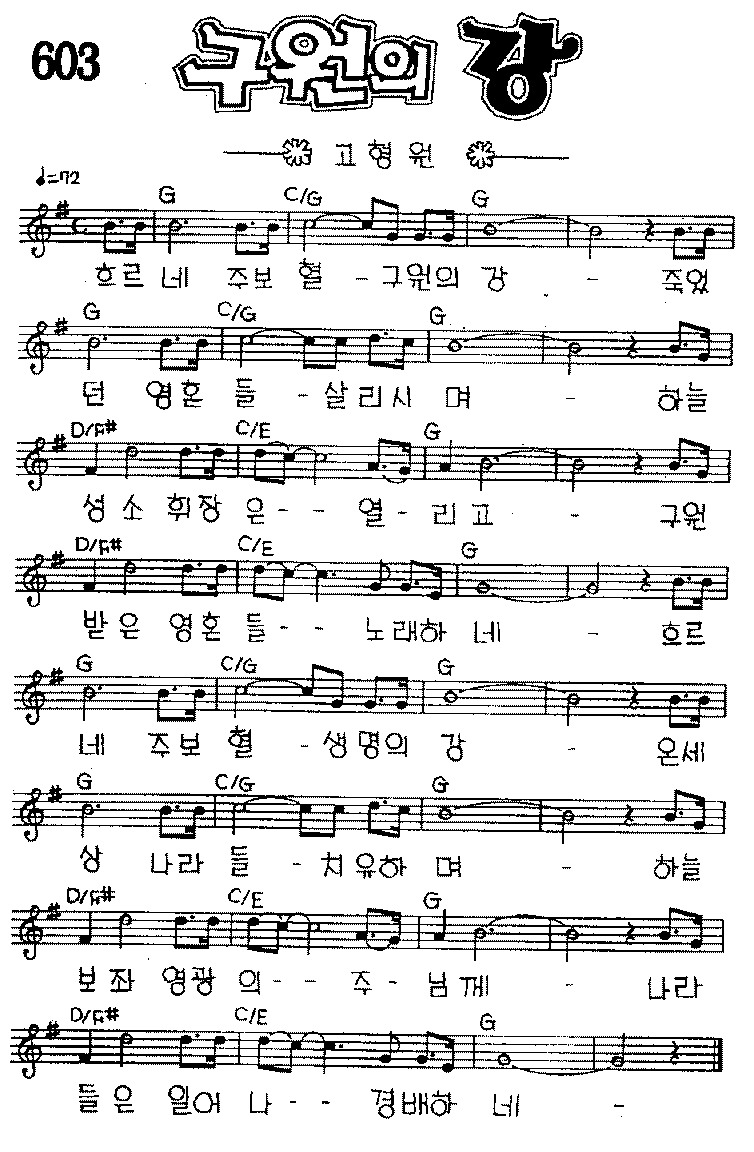 603 구원의 강
고형원
♩=72
G C/G G
흐르 네 주보 혈 - 구원의 강 - 죽었
G C/G G
던 영혼 들 - 살리시 며 - 하늘
D/F# C/E G
성 소 휘장 은 - - 열 - 리 고 - 구원
D/F# C/E G
받 은 영혼 들 - - 노래하 네 - 흐르
G C/G G
네 주보 혈 - 생명의 강 - 온세
G C/G G
상 나라 들 - 치유하 며 - 하늘
D/F# C/E G
보 좌 영광 의 - - 주 - 님 께 - 나라
D/F# C/E G
들 은 일어 나 - - 경배하 네 -